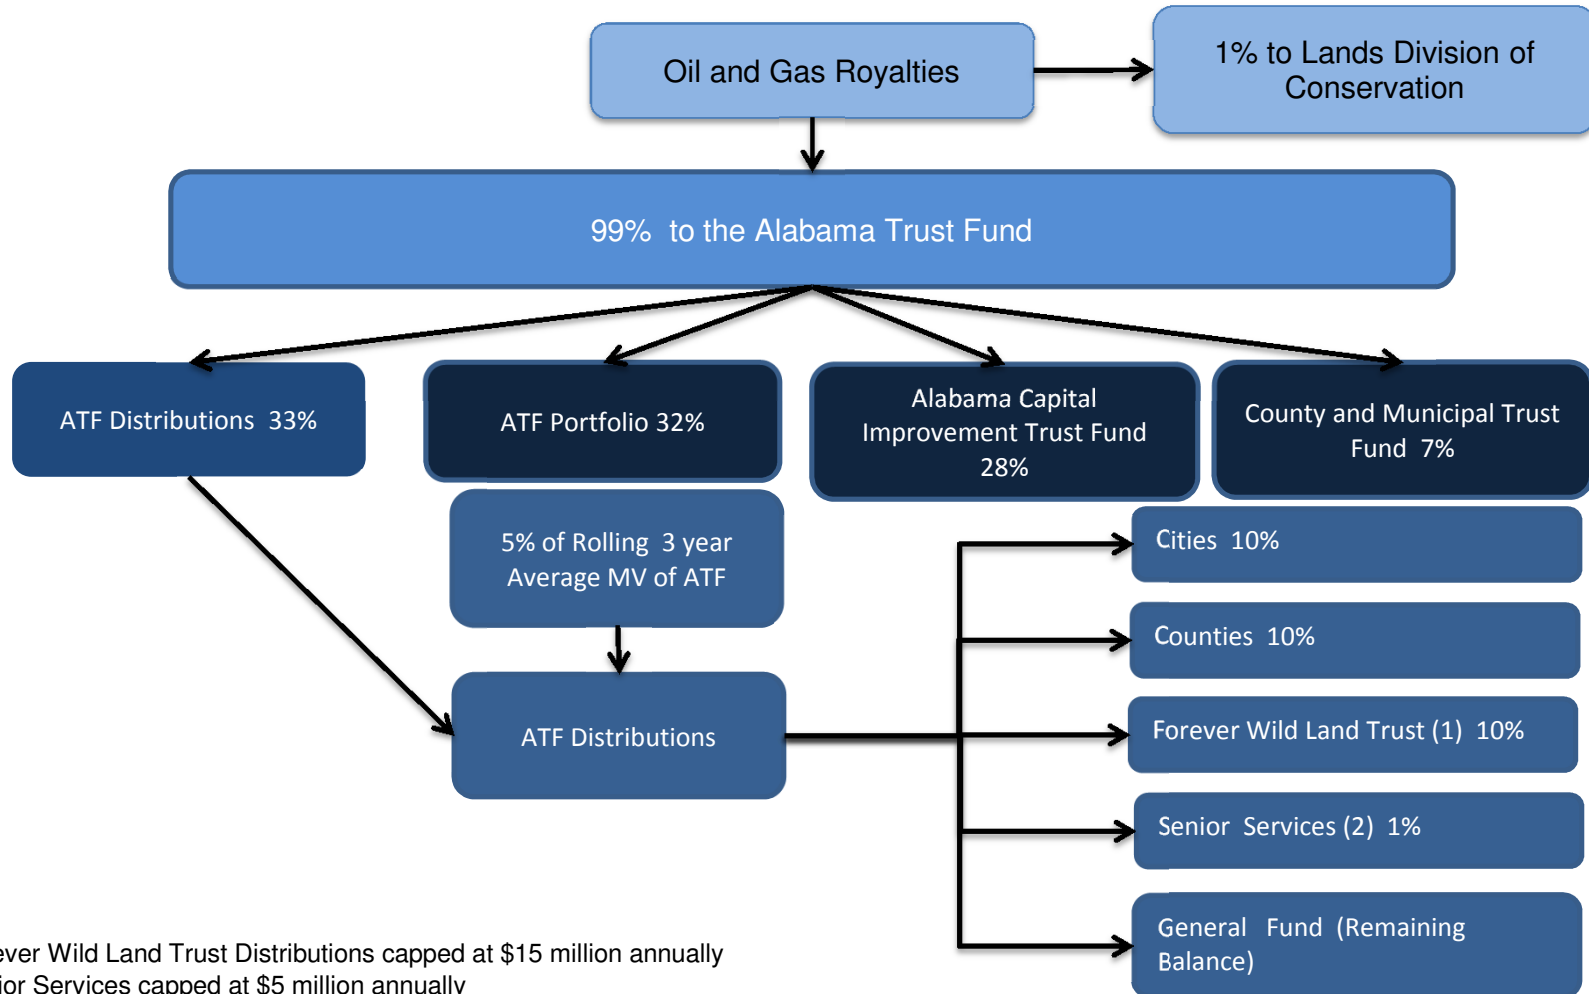 Oil and Gas Royalties
1% to Lands Division of
Conservation
99% to the Alabama Trust Fund
ATF Distributions 33%
ATF Portfolio 32%
Alabama Capital
Improvement Trust Fund
28%
County and Municipal Trust
Fund 7%
5% of Rolling 3 year
Average MV of ATF
ATF Distributions
Cities 10%
Counties 10%
Forever Wild Land Trust (1) 10%
Senior Services (2) 1%
General Fund (Remaining
Balance)
Wild Land Trust Distributions capped at $15 million annually
Services capped at $5 million annually